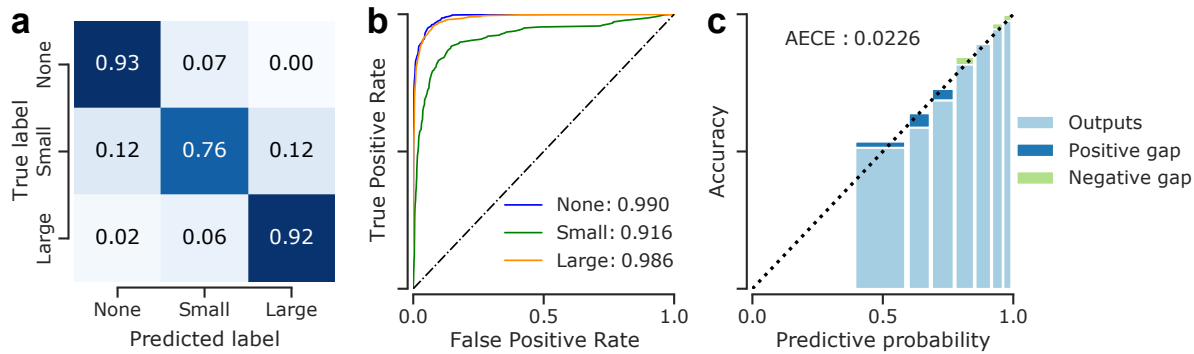 a
True label
None
Small
Large
0.93 0.07 0.00
0.12 0.76 0.12
0.02 0.06 0.92
None Small Large
Predicted label
b
True Positive Rate
None: 0.990
Small: 0.916
Large: 0.986
0.0 0.5 1.0
False Positive Rate
c
AECE : 0.0226
Accuracy
0.0 0.5 1.0
Predictive probability
Outputs
Positive gap
Negative gap